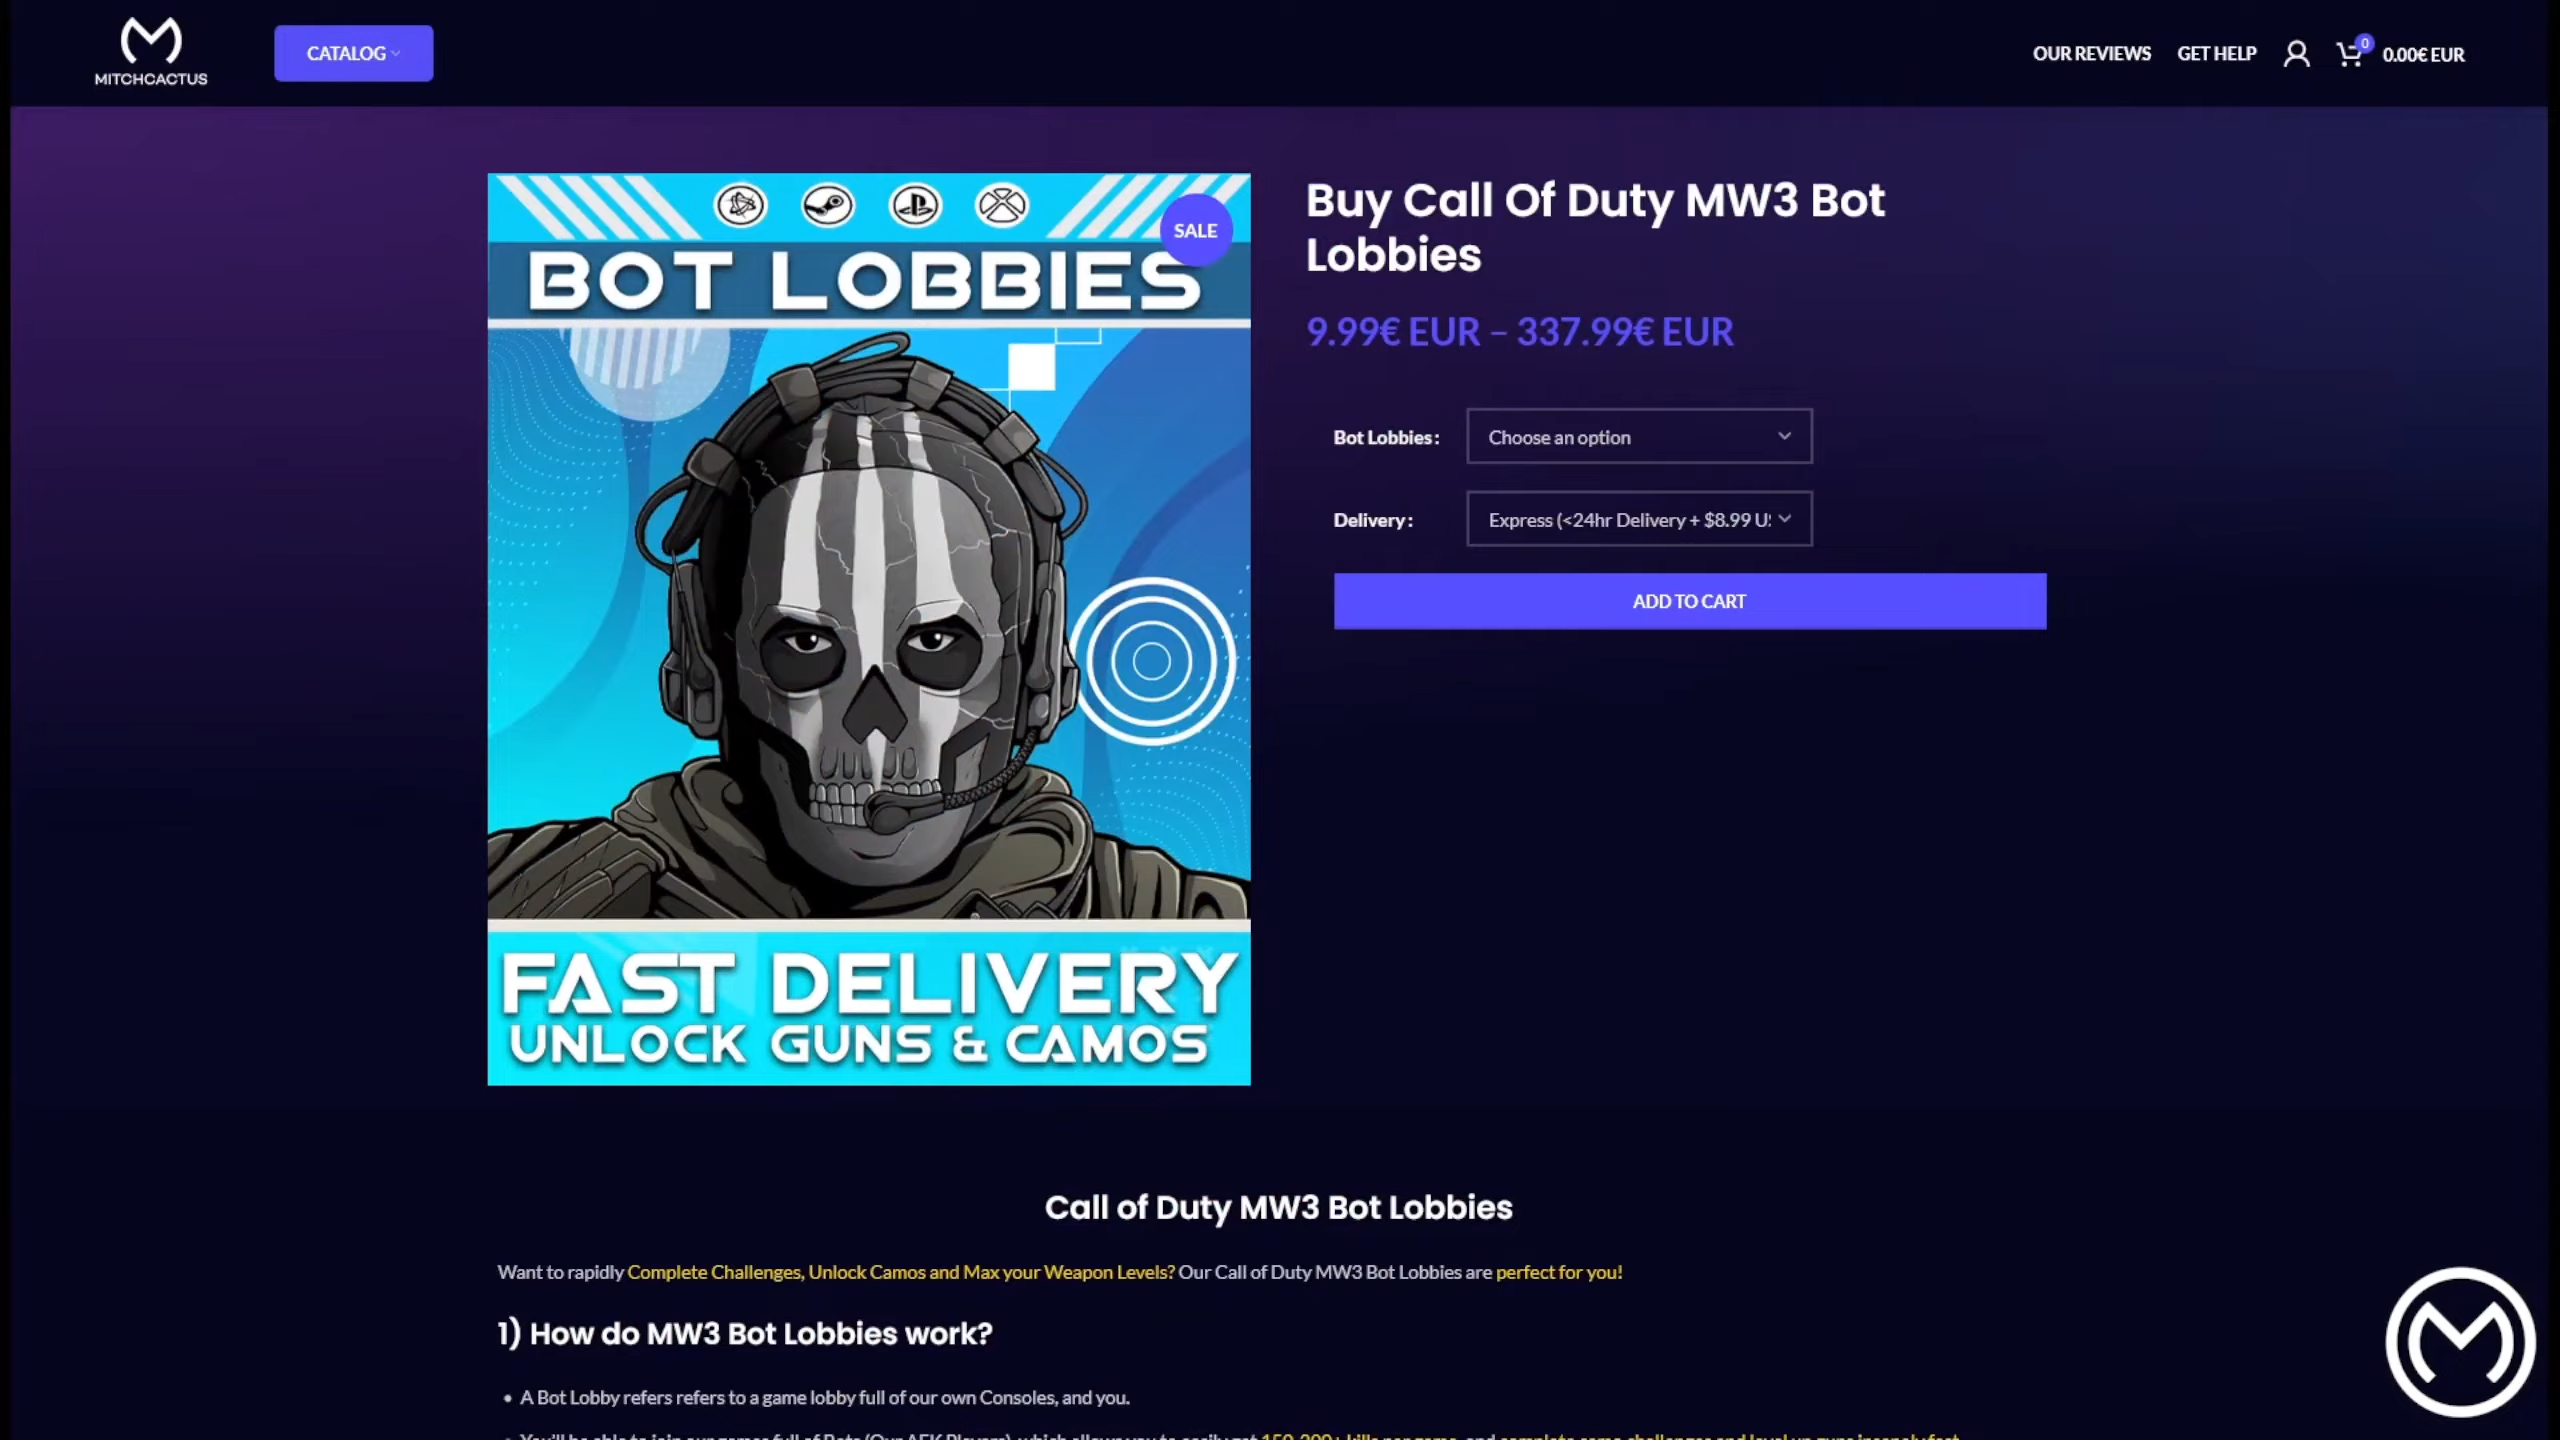 MITCHCACTUS
CATALOG
OUR REVIEWS
GET HELP
0
0.00€ EUR
SALE
BOT LOBBIES
FAST DELIVERY
UNLOCK GUNS & CAMOS
Buy Call Of Duty MW3 Bot
Lobbies
9.99€ EUR – 337.99€ EUR
Bot Lobbies :
Choose an option
Delivery :
Express (<24hr Delivery + $8.99 U
ADD TO CART
Call of Duty MW3 Bot Lobbies
Want to rapidly Complete Challenges, Unlock Camos and Max your Weapon Levels? Our Call of Duty MW3 Bot Lobbies are perfect for you!
1) How do MW3 Bot Lobbies work?
• A Bot Lobby refers refers to a game lobby full of our own Consoles, and you.